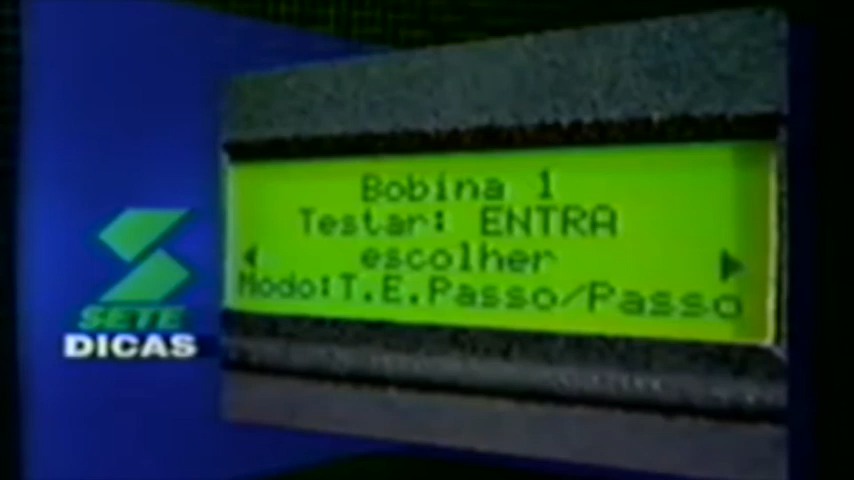 Bobina 1
Testar: ENTRA
escolher
Modo:T.E.Passo/Passo
SETE
DICAS